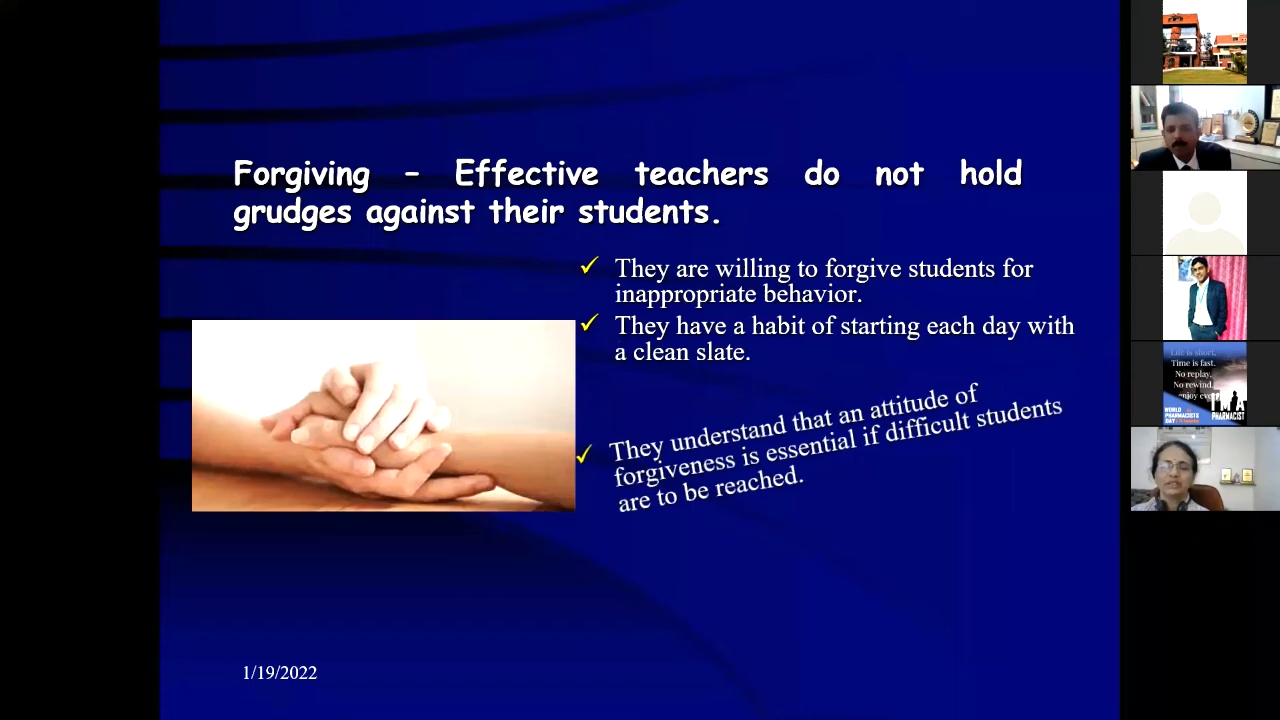 Forgiving – Effective teachers do not hold
grudges against their students.
✓ They are willing to forgive students for
inappropriate behavior.
✓ They have a habit of starting each day with
a clean slate.
✓ They understand that an attitude of
forgiveness is essential if difficult students
are to be reached.
1/19/2022
Life is short,
Time is fast.
No replay,
No rewind,
WORLD
PHARMACISTS
DAY
PHARMACIST